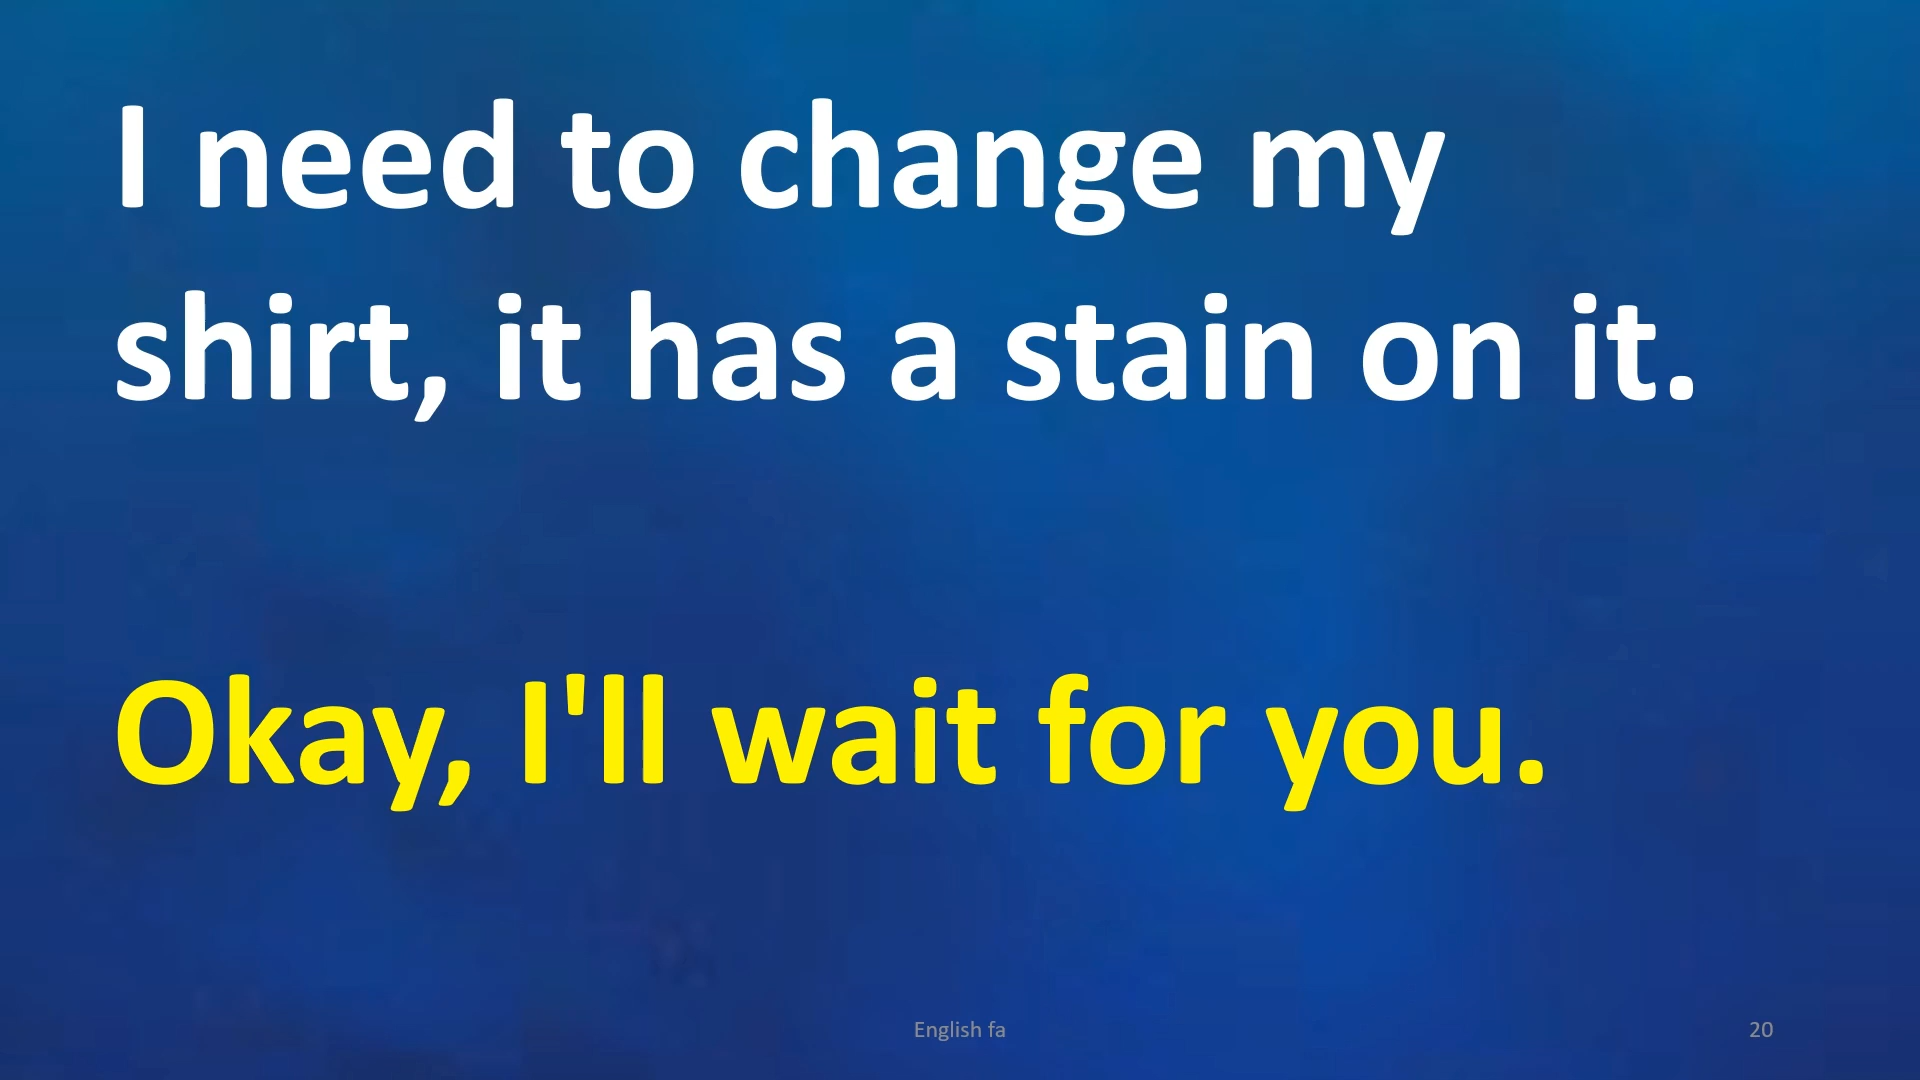 I need to change my
shirt, it has a stain on it.
Okay, I'll wait for you.
English fa
20